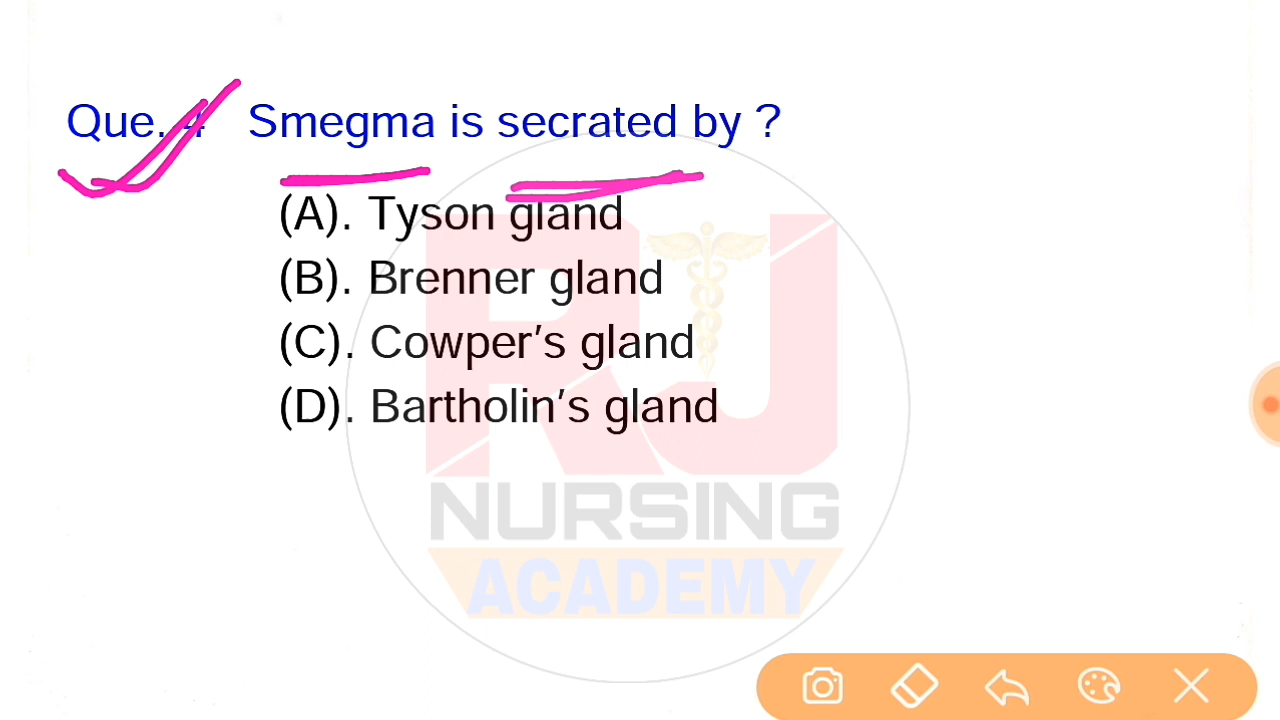 Que. 4 Smegma is secrated by ?
(A). Tyson gland
(B). Brenner gland
(C). Cowper’s gland
(D). Bartholin’s gland
RJ
NURSING
ACADEMY